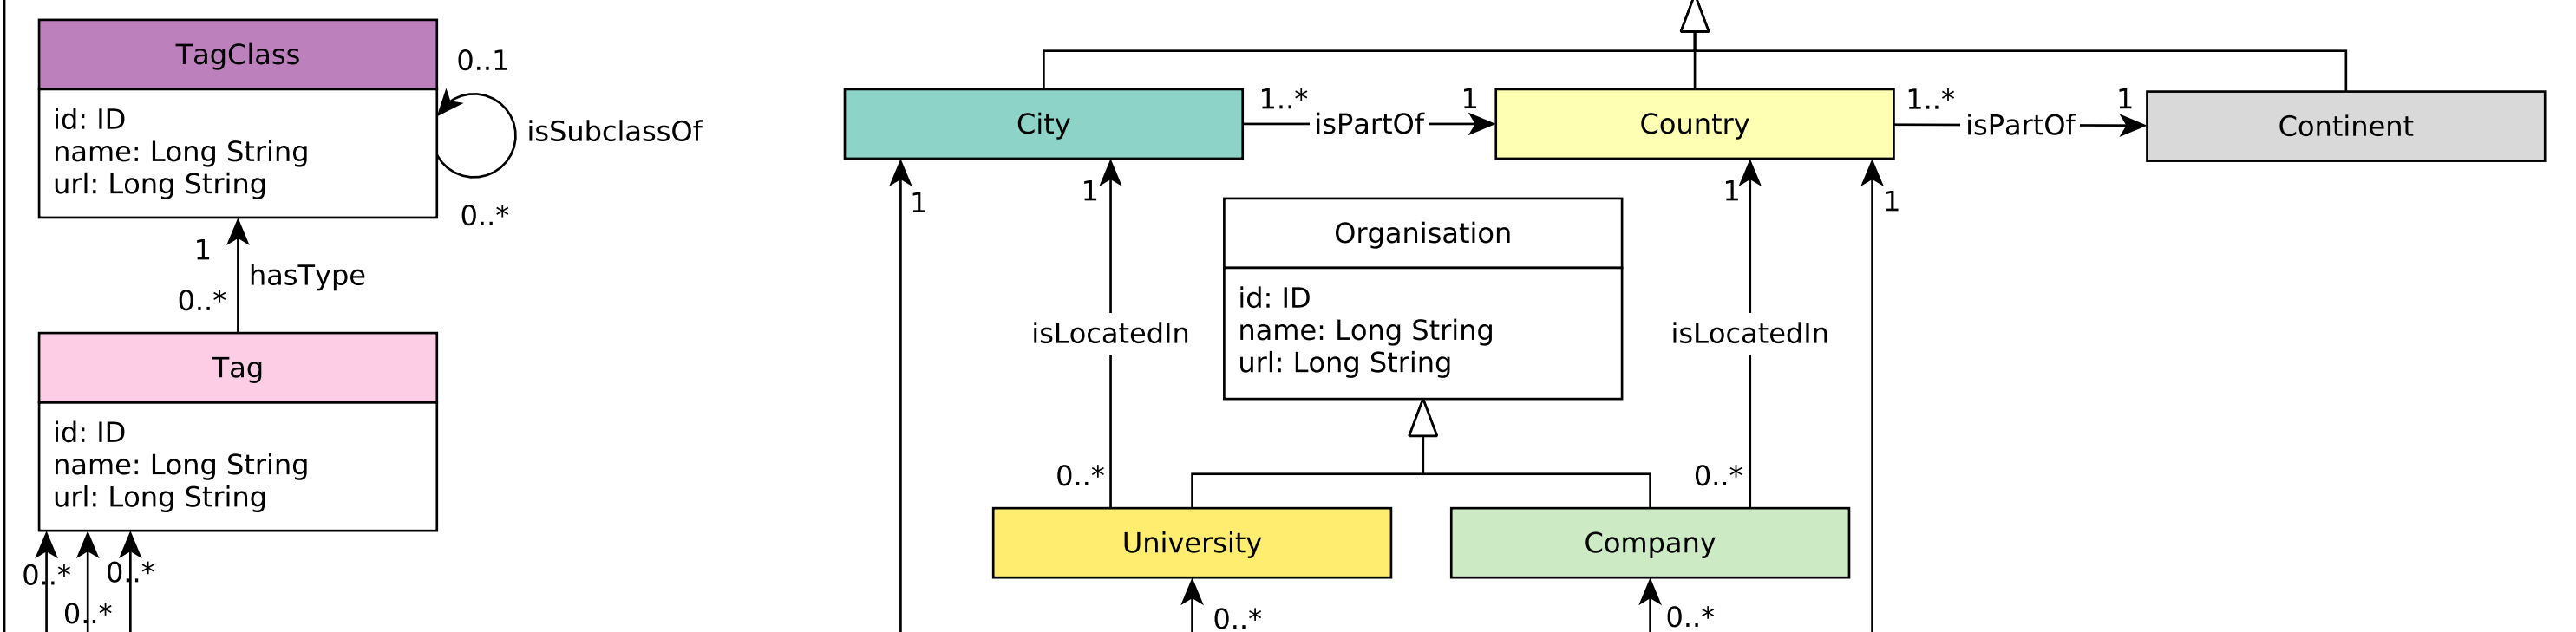 TagClass
id: ID
name: Long String
url: Long String
0..1
isSubclassOf
0..*
1
hasType
0..*
Tag
id: ID
name: Long String
url: Long String
0..*
0..*
0..*
City
1..*
isPartOf
1
Country
1..*
isPartOf
1
Continent
1
1
1
1
Organisation
id: ID
name: Long String
url: Long String
isLocatedIn
isLocatedIn
0..*
0..*
University
Company
0..*
0..*